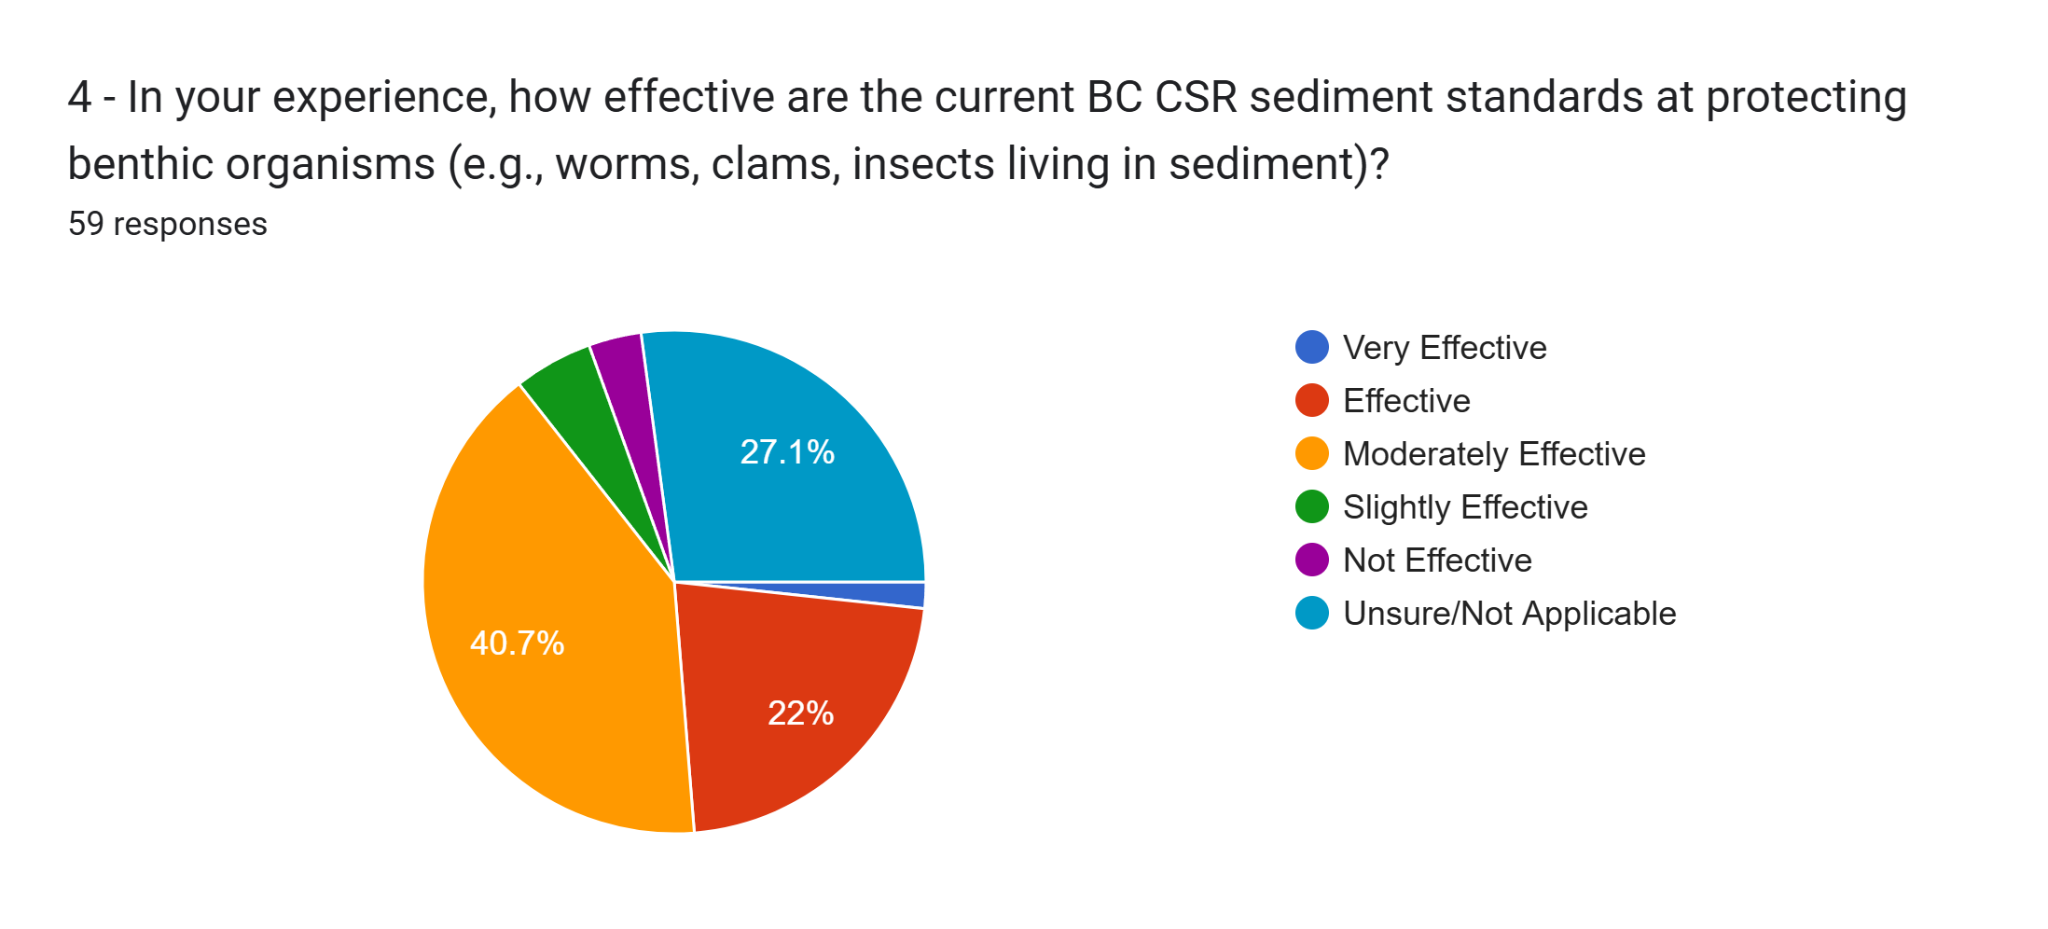 4 - In your experience, how effective are the current BC CSR sediment standards at protecting
benthic organisms (e.g., worms, clams, insects living in sediment)?
59 responses
27.1%
40.7%
22%
Very Effective
Effective
Moderately Effective
Slightly Effective
Not Effective
Unsure/Not Applicable